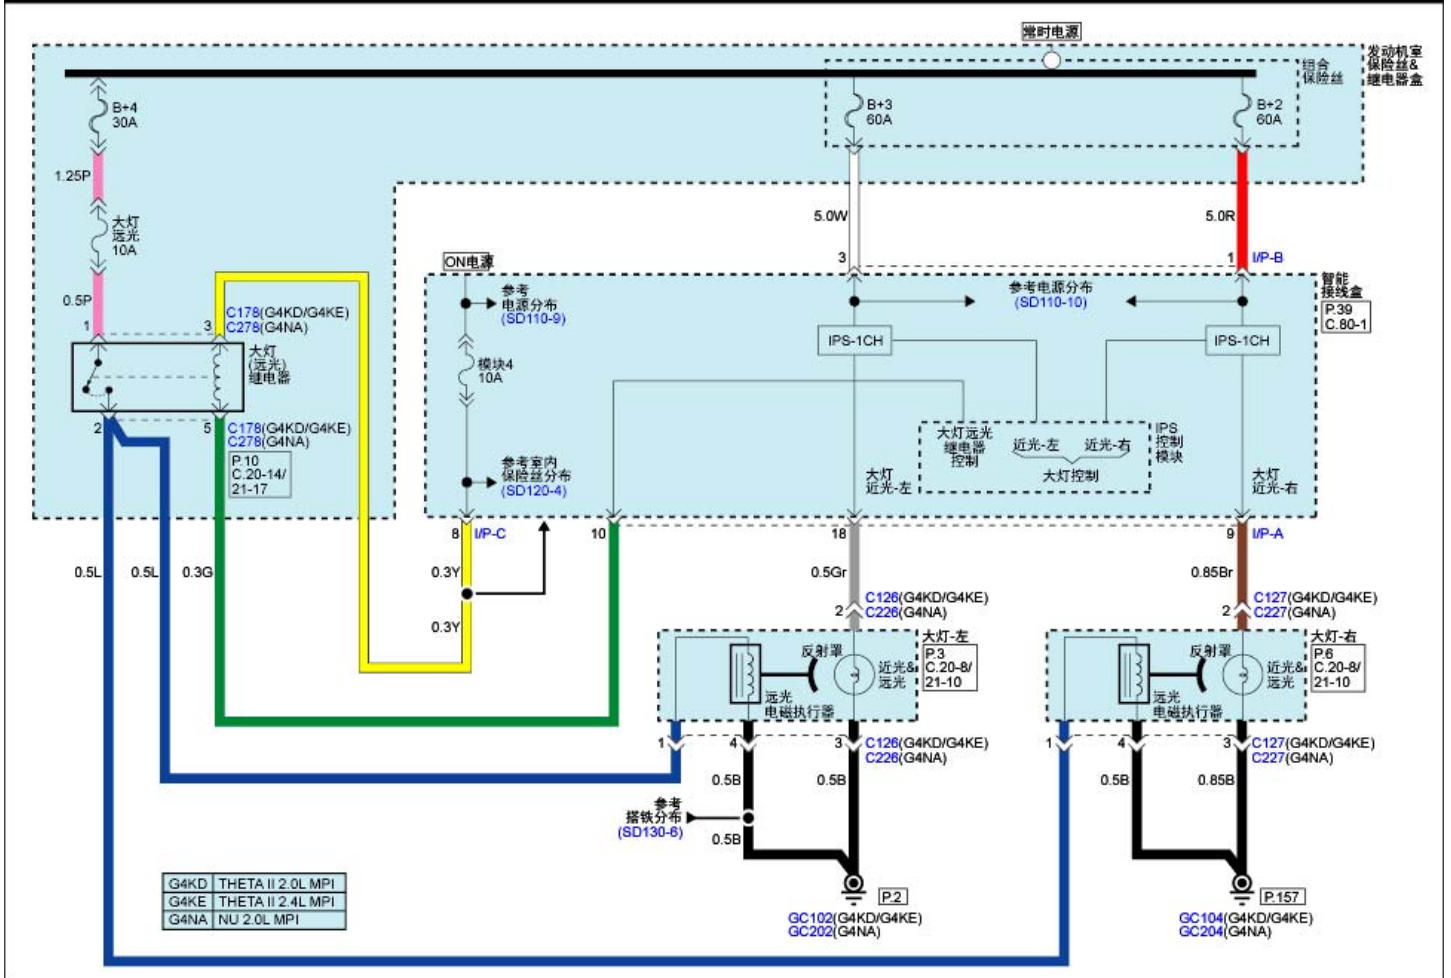 常时电源
发动机室
保险丝&
继电器盒
组合
保险丝
B+4
30A
B+3
60A
B+2
60A
1.25P
大灯
远光
10A
5.0W
5.0R
ON电源
3
1
I/P-B
智能
接线盒
P.39
C.80-1
参考
电源分布
(SD110-9)
参考电源分布
(SD110-10)
0.5P
1
3
C178(G4KD/G4KE)
C278(G4NA)
大灯
(远光)
继电器
IPS-1CH
IPS-1CH
模块4
10A
2
5
C178(G4KD/G4KE)
C278(G4NA)
P.10
C.20-14/
21-17
大灯远光
继电器
控制
近光-左
近光-右
大灯控制
IPS
控制
模块
参考室内
保险丝分布
(SD120-4)
大灯
近光-左
大灯
近光-右
8
I/P-C
10
18
9
I/P-A
0.5L
0.5L
0.3G
0.3Y
0.5Gr
0.85Br
0.3Y
2
C126(G4KD/G4KE)
C226(G4NA)
2
C127(G4KD/G4KE)
C227(G4NA)
大灯-左
P.3
C.20-8/
21-10
反射罩
近光&
远光
远光
电磁执行器
大灯-右
P.6
C.20-8/
21-10
反射罩
近光&
远光
远光
电磁执行器
1
4
3
C126(G4KD/G4KE)
C226(G4NA)
1
4
3
C127(G4KD/G4KE)
C227(G4NA)
0.5B
0.5B
0.5B
0.85B
参考
搭铁分布
(SD130-6)
0.5B
P.2
GC102(G4KD/G4KE)
GC202(G4NA)
P.157
GC104(G4KD/G4KE)
GC204(G4NA)
G4KD THETA II 2.0L MPI
G4KE THETA II 2.4L MPI
G4NA NU 2.0L MPI